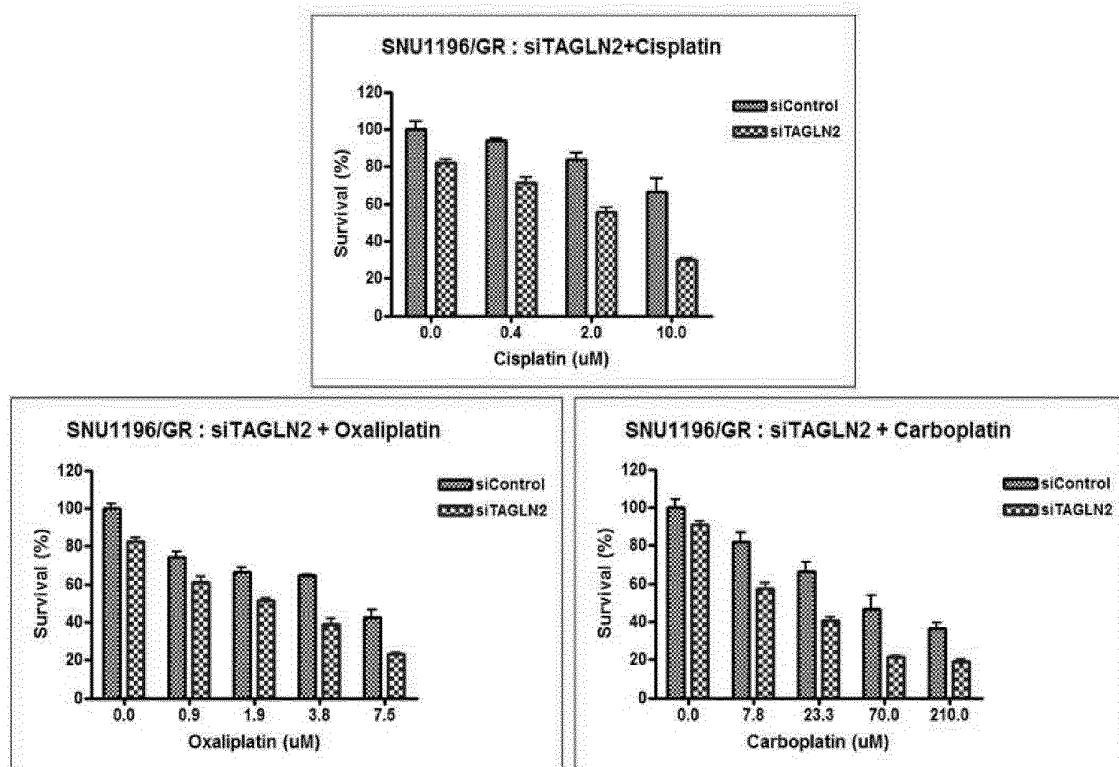 SNU1196/GR : siTAGLN2+Cisplatin
siControl
siTAGLN2
Survival (%)
120
100
80
60
40
20
0
0.0 0.4 2.0 10.0
Cisplatin (uM)
SNU1196/GR : siTAGLN2 + Oxaliplatin
siControl
siTAGLN2
Survival (%)
120
100
80
60
40
20
0
0.0 0.9 1.9 3.8 7.5
Oxaliplatin (uM)
SNU1196/GR : siTAGLN2 + Carboplatin
siControl
siTAGLN2
Survival (%)
120
100
80
60
40
20
0
0.0 7.8 23.3 70.0 210.0
Carboplatin (uM)